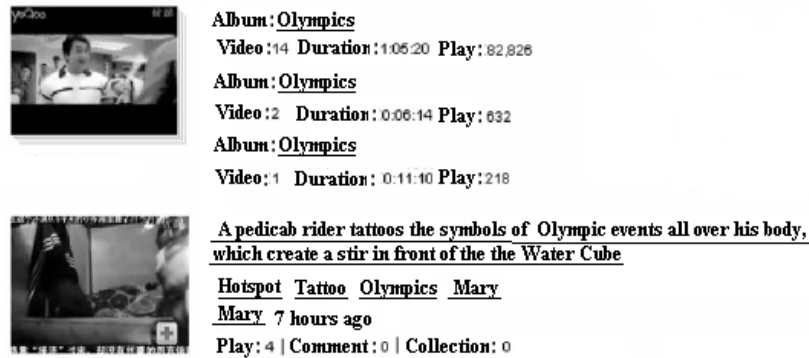 Album:Olympics
Video:14 Duration:1:05:20 Play:82,826
Album:Olympics
Video:2 Duration:0:06:14 Play:632
Album:Olympics
Video:1 Duration:0:11:10 Play:218
A pedicab rider tattoos the symbols of Olympic events all over his body,
which create a stir in front of the the Water Cube
Hotspot Tattoo Olympics Mary
Mary 7 hours ago
Play:4 | Comment:0 | Collection:0